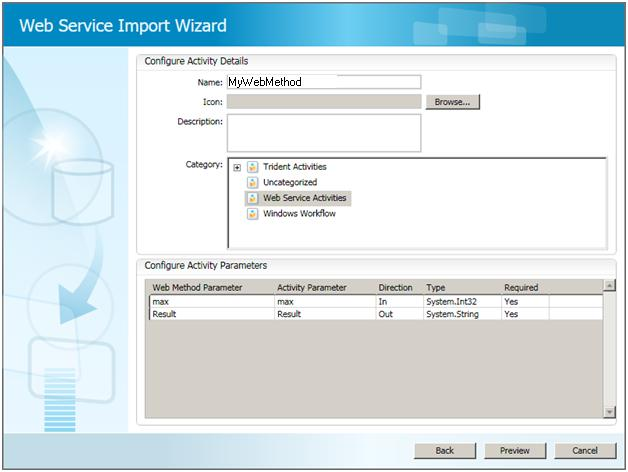 Web Service Import Wizard
Configure Activity Details
Name: MyWebMethod
Icon: Browse...
Description:
Category: Trident Activities
Uncategorized
Web Service Activities
Windows Workflow
Configure Activity Parameters
Web Method Parameter Activity Parameter Direction Type Required
max max In System.Int32 Yes
Result Result Out System.String Yes
Back Preview Cancel